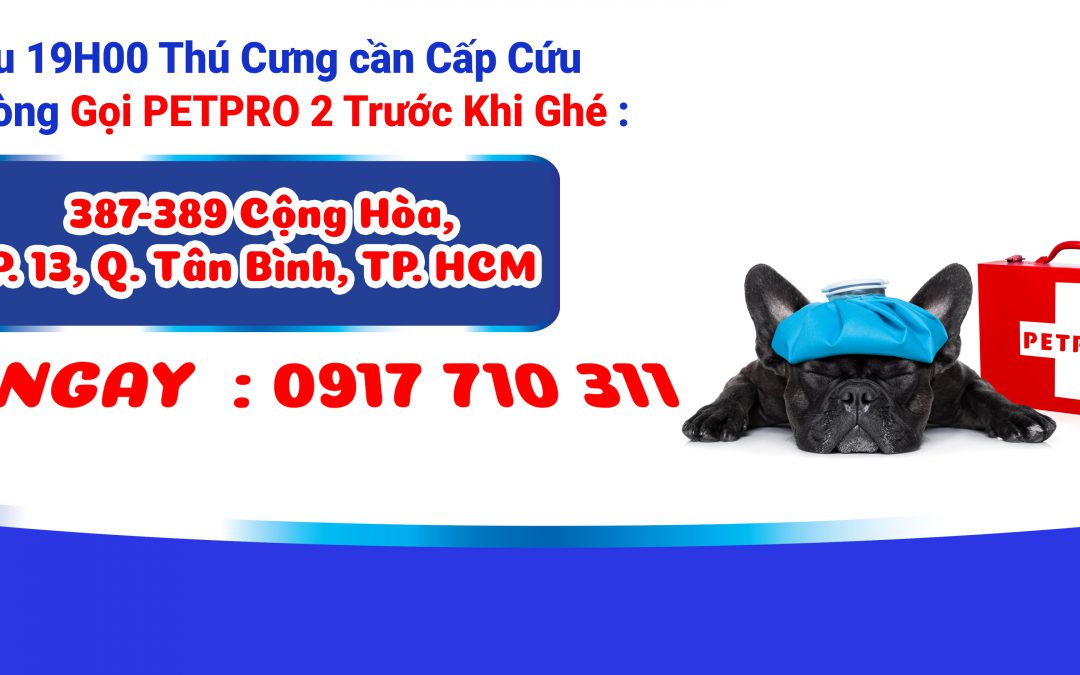 u 19H00 Thú Cưng cần Cấp Cứu
òng Gọi PETPRO 2 Trước Khi Ghé :
387-389 Cộng Hòa,
P. 13, Q. Tân Bình, TP. HCM
NGAY : 0917 710 311
PETP